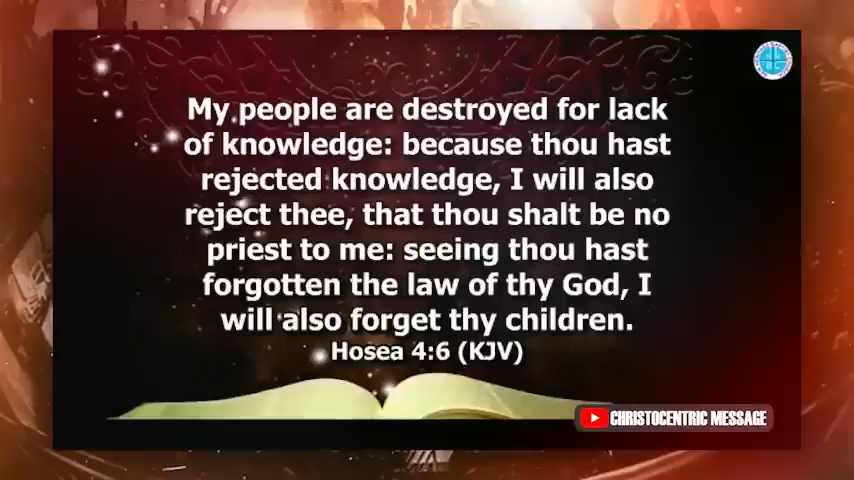 My people are destroyed for lack
of knowledge: because thou hast
rejected knowledge, I will also
reject thee, that thou shalt be no
priest to me: seeing thou hast
forgotten the law of thy God, I
will also forget thy children.
Hosea 4:6 (KJV)
CHRISTOCENTRIC MESSAGE